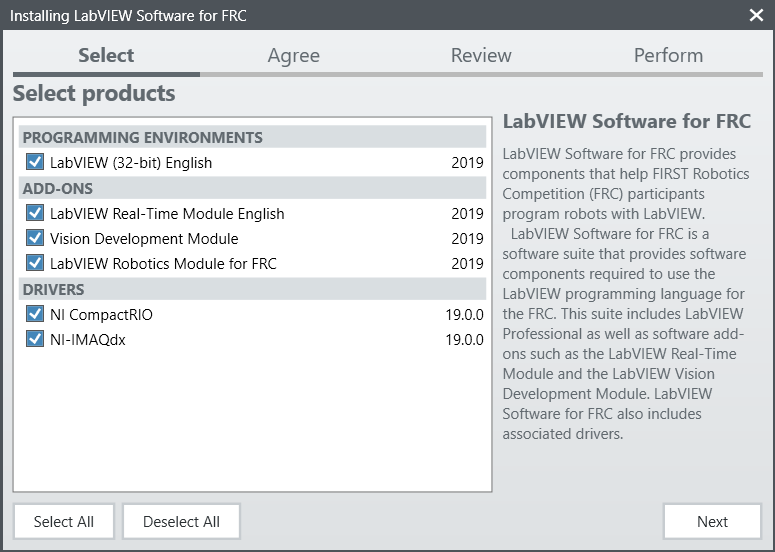 Installing LabVIEW Software for FRC
Select
Agree
Review
Perform
Select products
PROGRAMMING ENVIRONMENTS
LabVIEW (32-bit) English 2019
ADD-ONS
LabVIEW Real-Time Module English 2019
Vision Development Module 2019
LabVIEW Robotics Module for FRC 2019
DRIVERS
NI CompactRIO 19.0.0
NI-IMAQdx 19.0.0
LabVIEW Software for FRC
LabVIEW Software for FRC provides
components that help FIRST Robotics
Competition (FRC) participants
program robots with LabVIEW.
LabVIEW Software for FRC is a
software suite that provides software
components required to use the
LabVIEW programming language for
the FRC. This suite includes LabVIEW
Professional as well as software add-
ons such as the LabVIEW Real-Time
Module and the LabVIEW Vision
Development Module. LabVIEW
Software for FRC also includes
associated drivers.
Select All
Deselect All
Next